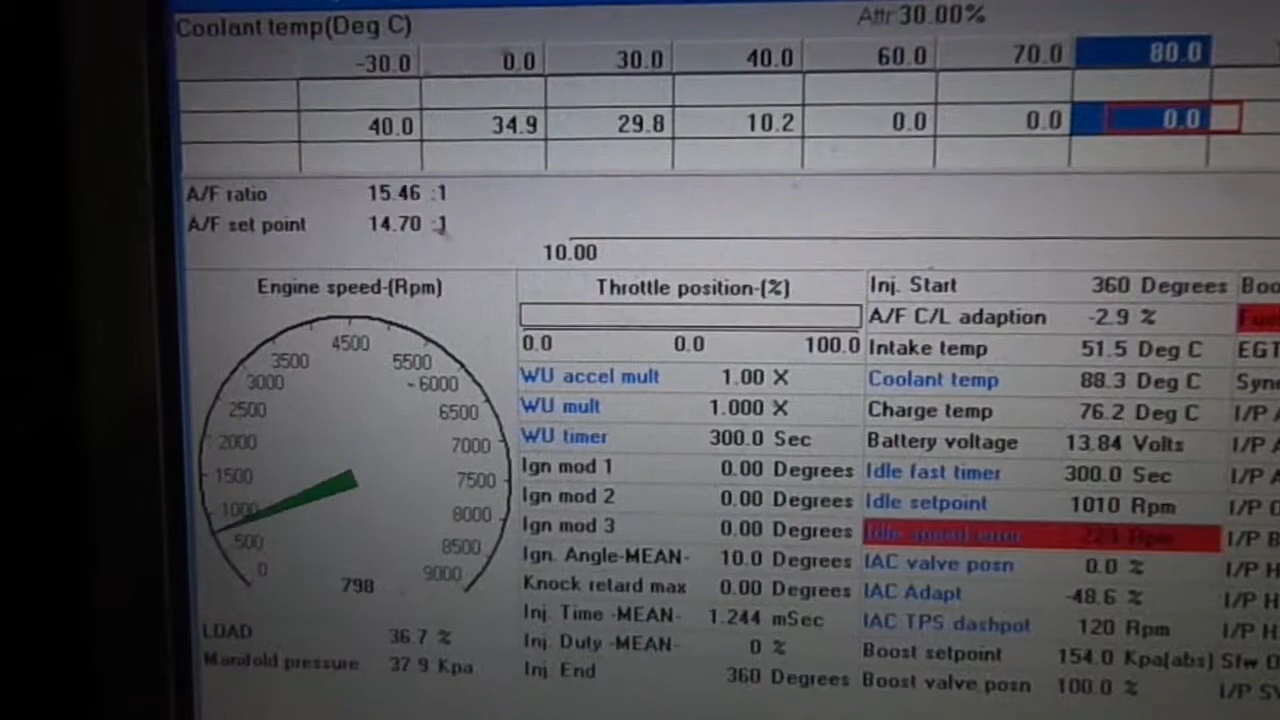 Coolant temp(Deg C) Attr 30.00%
-30.0 0.0 30.0 40.0 60.0 70.0 80.0
40.0 34.9 29.8 10.2 0.0 0.0 0.0
A/F ratio 15.46 :1
A/F set point 14.70 :1
10.00
Engine speed-(Rpm)
0 500 1000 1500 2000 2500 3000 3500 4500 5500 6000 6500 7000 7500 8000 8500 9000
798
LOAD 36.7 %
Manifold pressure 37.9 Kpa
Throttle position-(%)
0.0 0.0 100.0
WU accel mult 1.00 X
WU mult 1.000 X
WU timer 300.0 Sec
Ign mod 1 0.00 Degrees
Ign mod 2 0.00 Degrees
Ign mod 3 0.00 Degrees
Ign. Angle-MEAN- 10.0 Degrees
Knock retard max 0.00 Degrees
Inj. Time -MEAN- 1.244 mSec
Inj. Duty -MEAN- 0 %
Inj. End 360 Degrees
Inj. Start 360 Degrees
A/F C/L adaption -2.9 %
Intake temp 51.5 Deg C
Coolant temp 88.3 Deg C
Charge temp 76.2 Deg C
Battery voltage 13.84 Volts
Idle fast timer 300.0 Sec
Idle setpoint 1010 Rpm
Idle speed error Rpm
IAC valve posn 0.0 %
IAC Adapt -48.6 %
IAC TPS dashpot 120 Rpm
Boost setpoint 154.0 Kpa(abs)
Boost valve posn 100.0 %
Boo
EGT
Sync
I/P A
I/P A
I/P A
I/P
I/P B
I/P H
I/P H
I/P H
Sfw
I/P SY